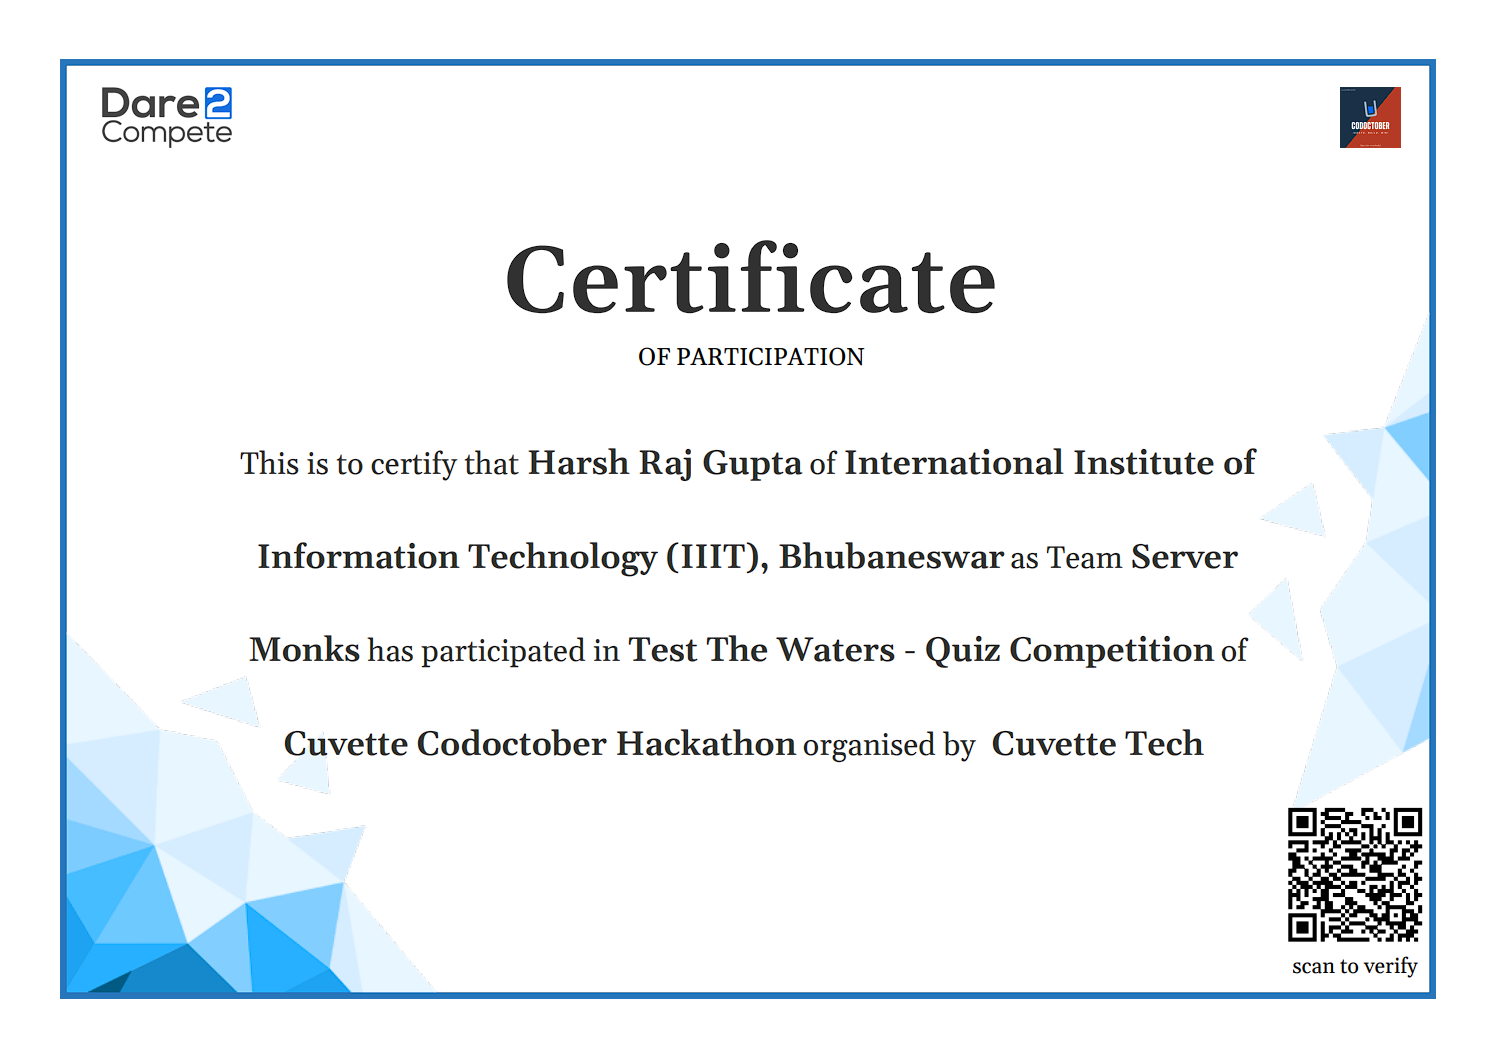 Dare2
Compete
CODOCTOBER
Certificate
OF PARTICIPATION
This is to certify that Harsh Raj Gupta of International Institute of
Information Technology (IIIT), Bhubaneswar as Team Server
Monks has participated in Test The Waters - Quiz Competition of
Cuvette Codoctober Hackathon organised by Cuvette Tech
scan to verify